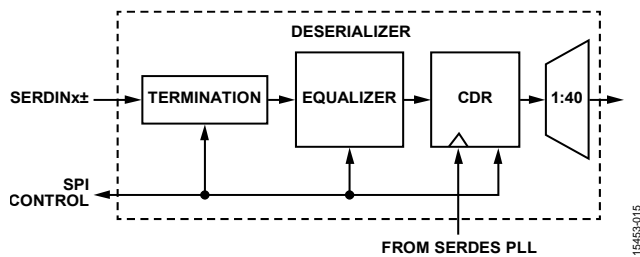 DESERIALIZER
SERDINx±
TERMINATION
EQUALIZER
CDR
1:40
SPI
CONTROL
FROM SERDES PLL
15453-015